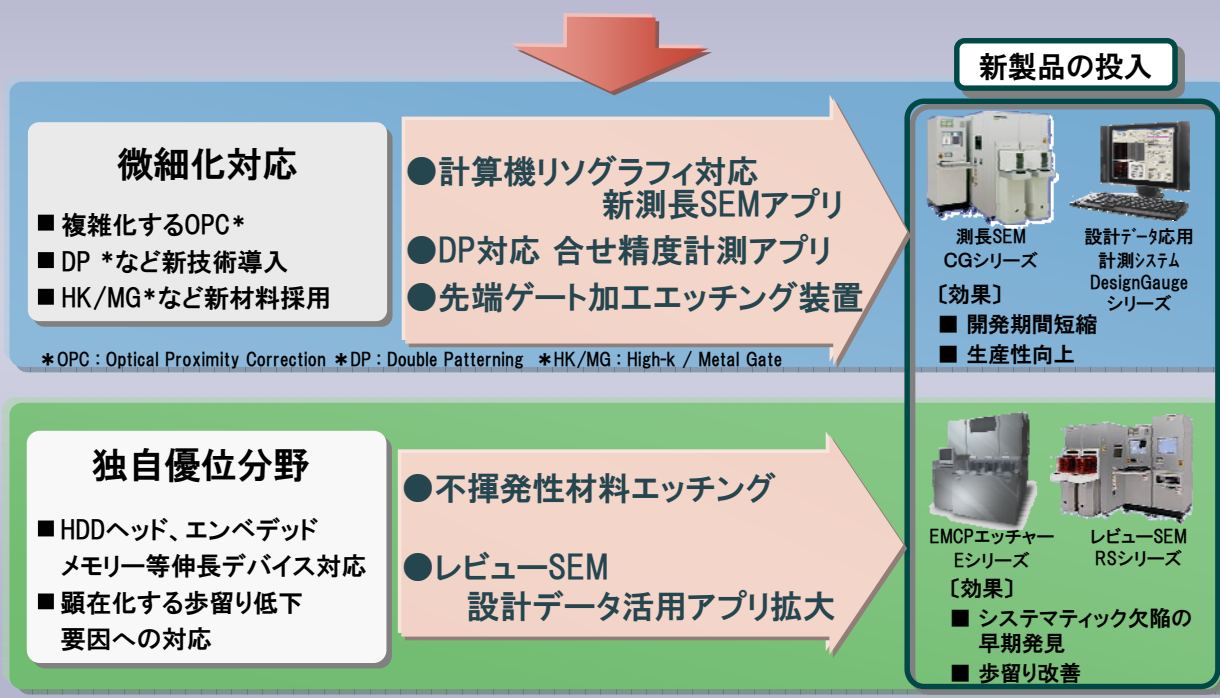 新製品の投入
微細化対応
■ 複雑化するOPC*
■ DP *など新技術導入
■ HK/MG*など新材料採用
●計算機リソグラフィ対応
新測長SEMアプリ
●DP対応 合せ精度計測アプリ
●先端ゲート加工エッチング装置
測長SEM
CGシリーズ
設計ﾃﾞｰﾀ応用
計測ｼｽﾃﾑ
DesignGauge
シリーズ
〔効果〕
■ 開発期間短縮
■ 生産性向上
*OPC : Optical Proximity Correction *DP : Double Patterning *HK/MG : High-k / Metal Gate
独自優位分野
■ HDDヘッド、エンベデッド
メモリー等伸長デバイス対応
■ 顕在化する歩留り低下
要因への対応
●不揮発性材料エッチング
●レビューSEM
設計データ活用アプリ拡大
EMCPエッチャー
Eシリーズ
レビューSEM
RSシリーズ
〔効果〕
■ システマティック欠陥の
早期発見
■ 歩留り改善